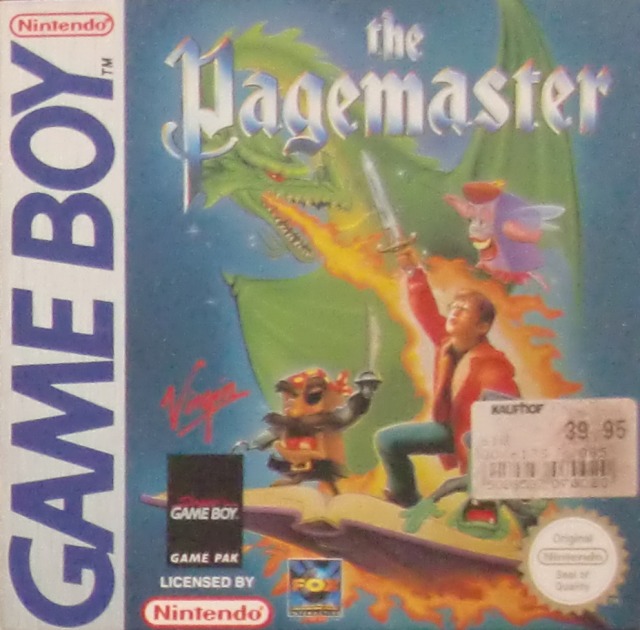 Nintendo
GAME BOY
TM
the
Pagemaster
Virgin
GAME BOY
GAME PAK
LICENSED BY
Nintendo
FOX
KAUFHOF
39 95
Original
Nintendo
Seal of
Quality